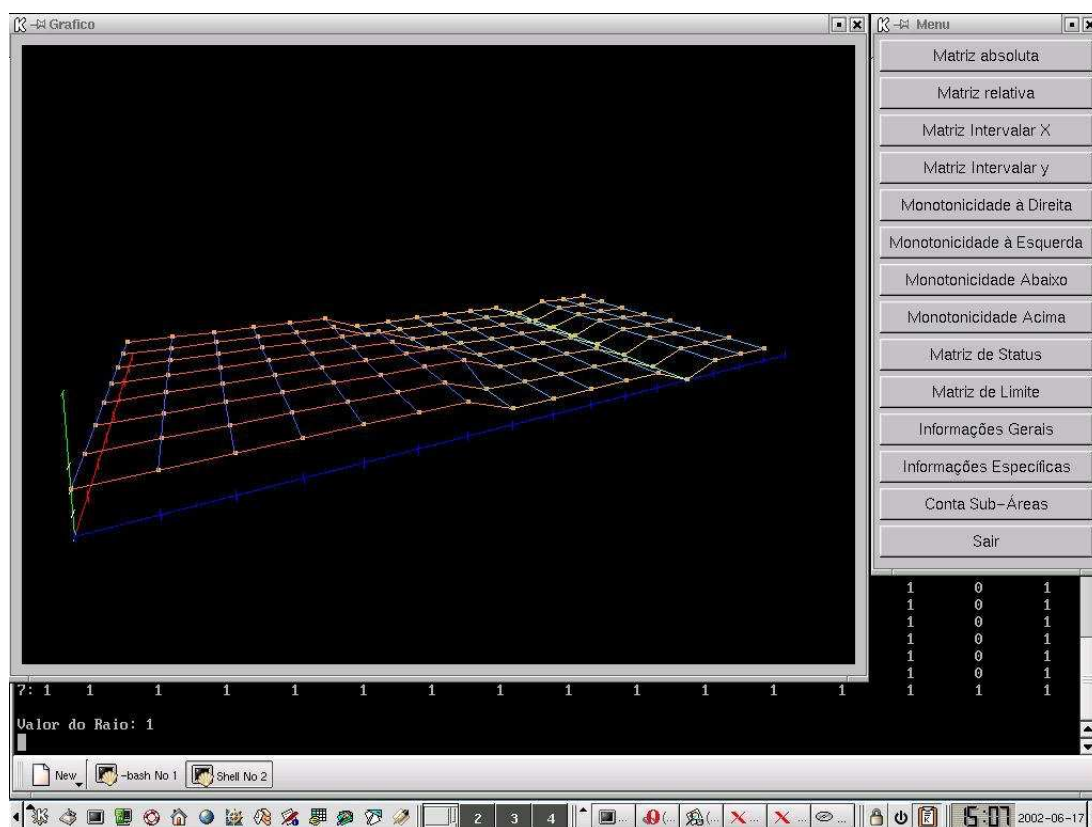 Grafico
Menu
Matriz absoluta
Matriz relativa
Matriz Intervalar X
Matriz Intervalar y
Monotonicidade à Direita
Monotonicidade à Esquerda
Monotonicidade Abaixo
Monotonicidade Acima
Matriz de Status
Matriz de Limite
Informações Gerais
Informações Específicas
Conta Sub-Áreas
Sair
1 0 1
1 0 1
1 0 1
1 0 1
1 0 1
1 0 1
7: 1 1 1 1 1 1 1 1 1 1 1 1 1 1 1 1
Valor do Raio: 1
New
-bash No 1
Shell No 2
2 3 4
... (... (... ... ... ...
5:07
2002-06-17